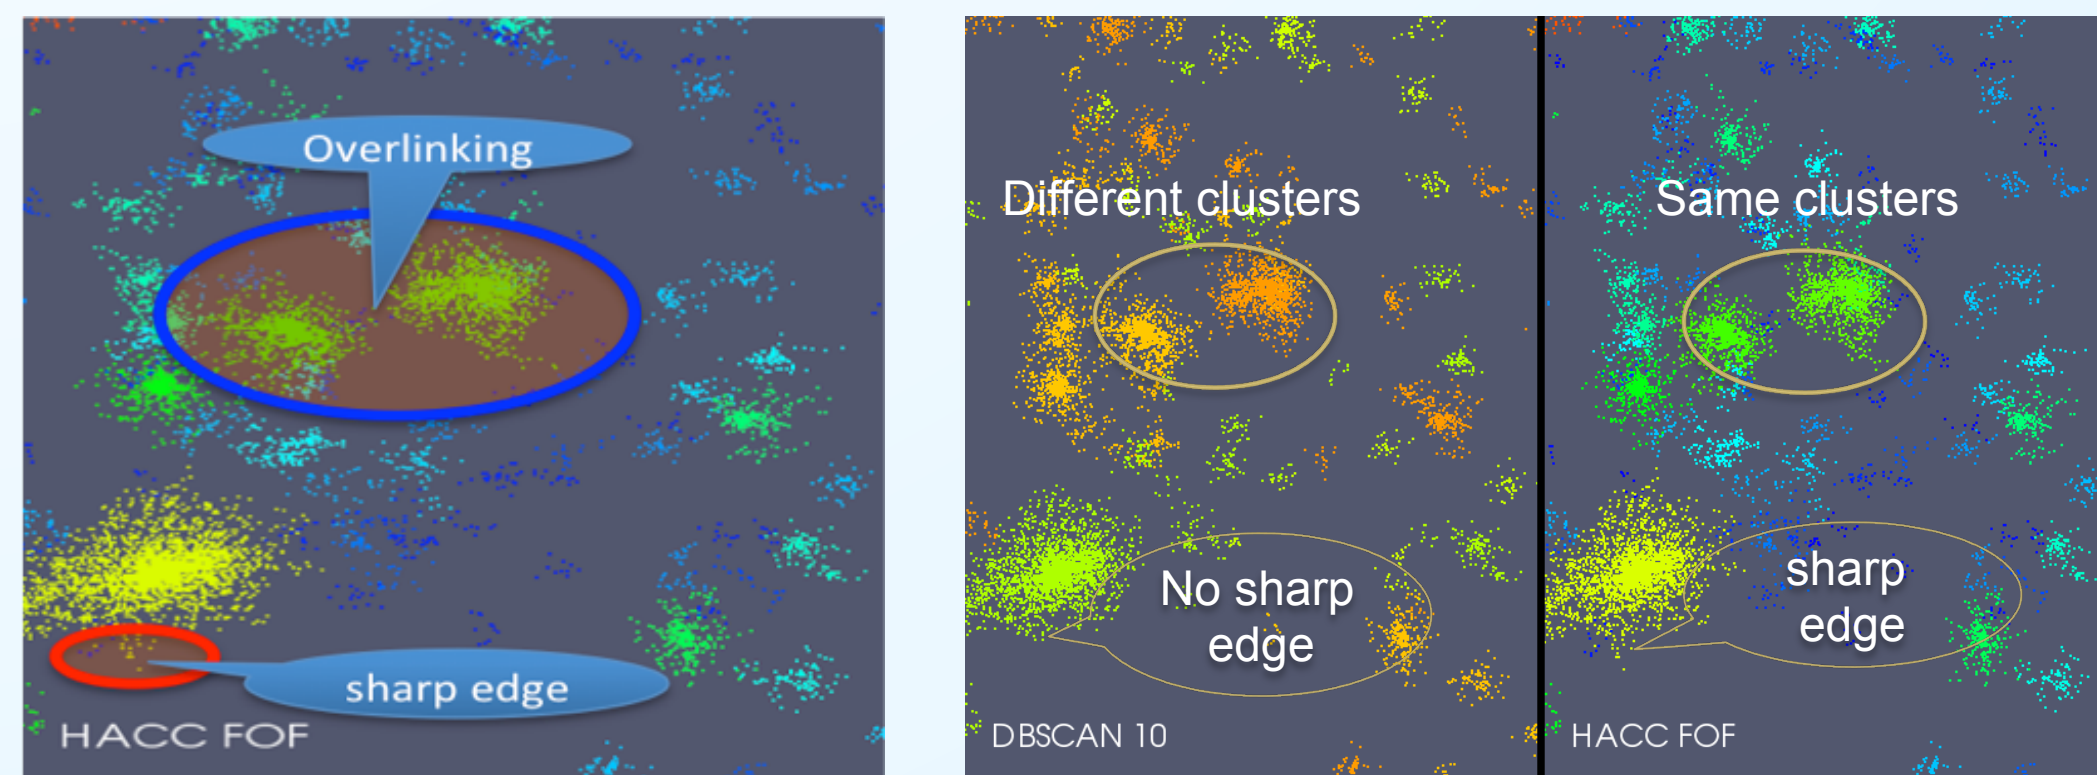 Overlinking
sharp edge
HACC FOF
Different clusters
No sharp
edge
DBSCAN 10
Same clusters
sharp
edge
HACC FOF